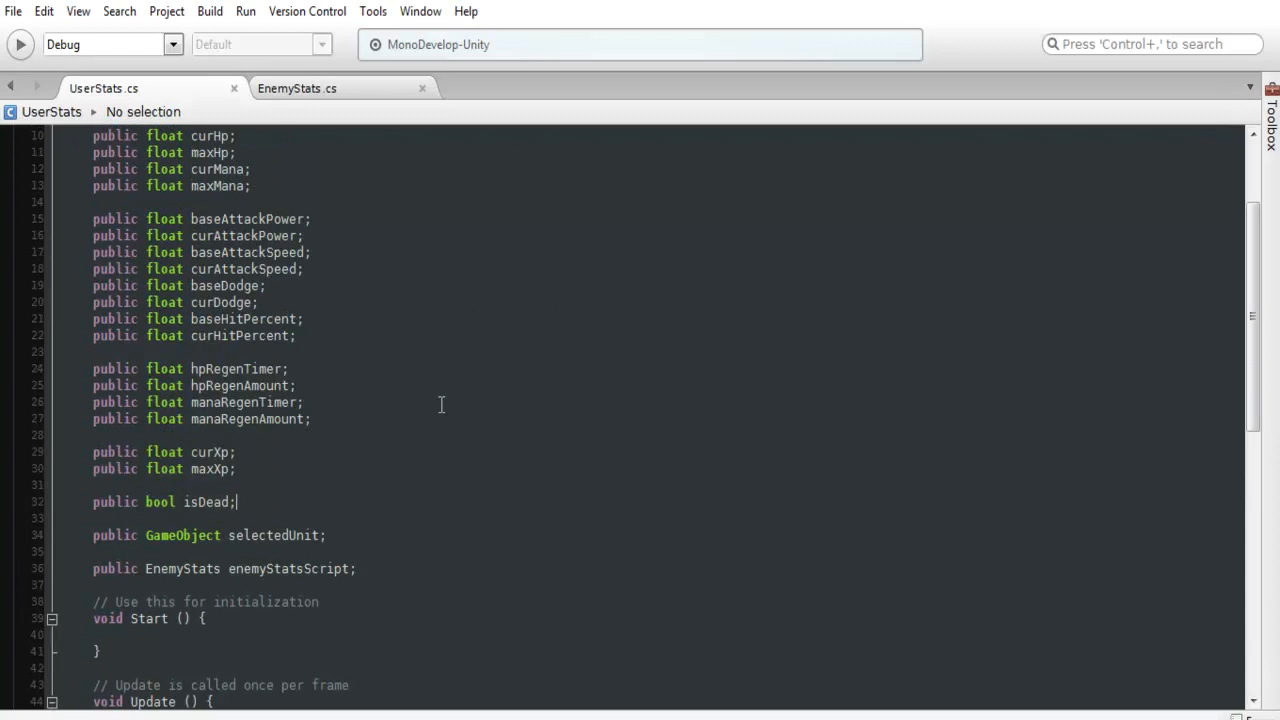 File Edit View Search Project Build Run Version Control Tools Window Help
Debug Default MonoDevelop-Unity Press 'Control+,' to search
UserStats.cs EnemyStats.cs
UserStats No selection
Toolbox
10 public float curHp;
11 public float maxHp;
12 public float curMana;
13 public float maxMana;
14
15 public float baseAttackPower;
16 public float curAttackPower;
17 public float baseAttackSpeed;
18 public float curAttackSpeed;
19 public float baseDodge;
20 public float curDodge;
21 public float baseHitPercent;
22 public float curHitPercent;
23
24 public float hpRegenTimer;
25 public float hpRegenAmount;
26 public float manaRegenTimer;
27 public float manaRegenAmount;
28
29 public float curXp;
30 public float maxXp;
31
32 public bool isDead;
33
34 public GameObject selectedUnit;
35
36 public EnemyStats enemyStatsScript;
37
38 // Use this for initialization
39 void Start () {
40
41 }
42
43 // Update is called once per frame
44 void Update () {